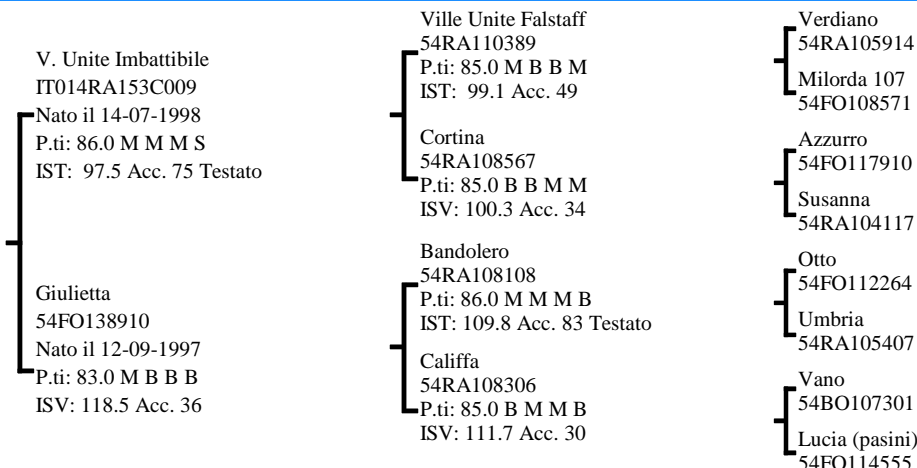 V. Unite Imbattibile
IT014RA153C009
Nato il 14-07-1998
P.ti: 86.0 M M M S
IST: 97.5 Acc. 75 Testato
Giulietta
54FO138910
Nato il 12-09-1997
P.ti: 83.0 M B B B
ISV: 118.5 Acc. 36
Ville Unite Falstaff
54RA110389
P.ti: 85.0 M B B M
IST: 99.1 Acc. 49
Cortina
54RA108567
P.ti: 85.0 B B M M
ISV: 100.3 Acc. 34
Bandolero
54RA108108
P.ti: 86.0 M M M B
IST: 109.8 Acc. 83 Testato
Califfa
54RA108306
P.ti: 85.0 B M M B
ISV: 111.7 Acc. 30
Verdiano
54RA105914
Milorda 107
54FO108571
Azzurro
54FO117910
Susanna
54RA104117
Otto
54FO112264
Umbria
54RA105407
Vano
54BO107301
Lucia (pasini)
54FO114555